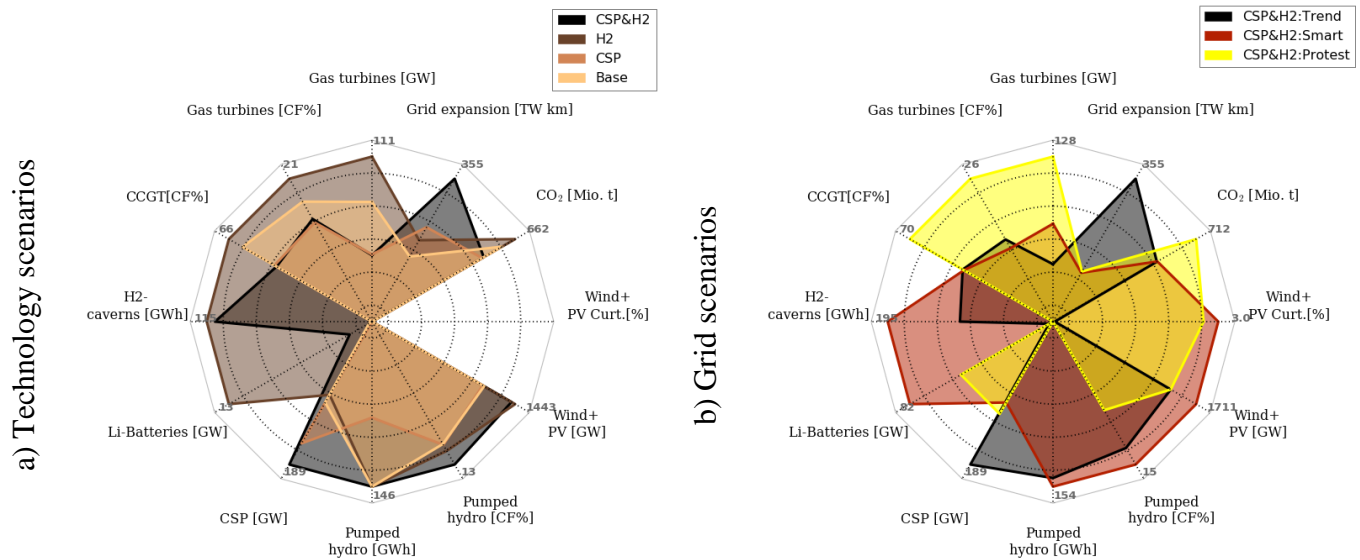 a) Technology scenarios
CSP&H2
H2
CSP
Base
Gas turbines [GW]
Gas turbines [CF%]
Grid expansion [TW km]
111
21
355
CCGT[CF%]
CO₂ [Mio. t]
66
662
H2-
caverns [GWh]
115
Wind+
PV Curt.[%]
Li-Batteries [GW]
13
1443
Wind+
PV [GW]
189
13
CSP [GW]
146
Pumped
hydro [CF%]
Pumped
hydro [GWh]
b) Grid scenarios
CSP&H2:Trend
CSP&H2:Smart
CSP&H2:Protest
Gas turbines [GW]
Gas turbines [CF%]
Grid expansion [TW km]
128
26
355
CCGT[CF%]
CO₂ [Mio. t]
70
712
H2-
caverns [GWh]
Wind+
PV Curt.[%]
3.0
Li-Batteries [GW]
1711
Wind+
PV [GW]
189
15
CSP [GW]
154
Pumped
hydro [CF%]
Pumped
hydro [GWh]